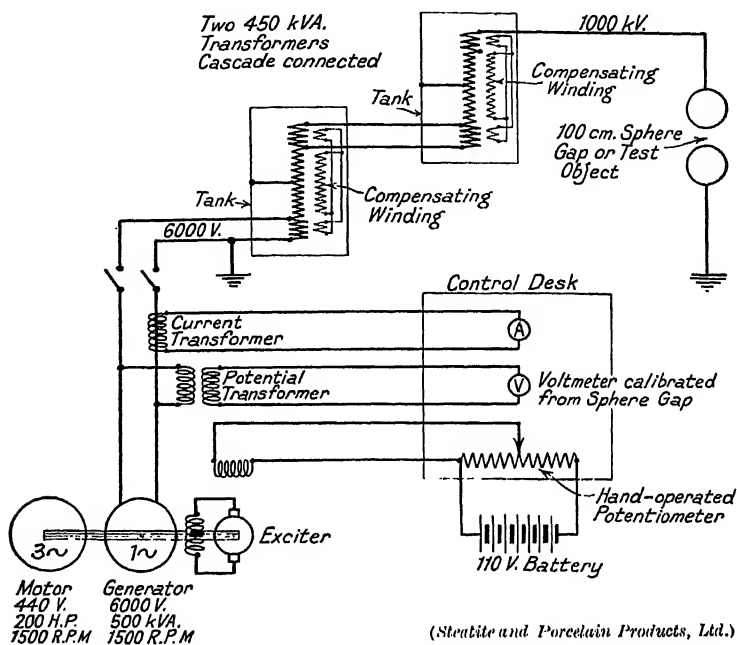 Two 450 kVA.
Transformers
Cascade connected
1000 kV.
Compensating
Winding
Tank
100 cm. Sphere
Gap or Test
Object
Tank
Compensating
Winding
6000 V.
Control Desk
Current
Transformer
A
Potential
Transformer
V
Voltmeter calibrated
from Sphere Gap
Hand-operated
Potentiometer
110 V. Battery
Exciter
3~
1~
Motor
440 V.
200 H.P.
1500 R.P.M
Generator
6000 V.
500 kVA.
1500 R.P.M
(Steatite and Porcelain Products, Ltd.)